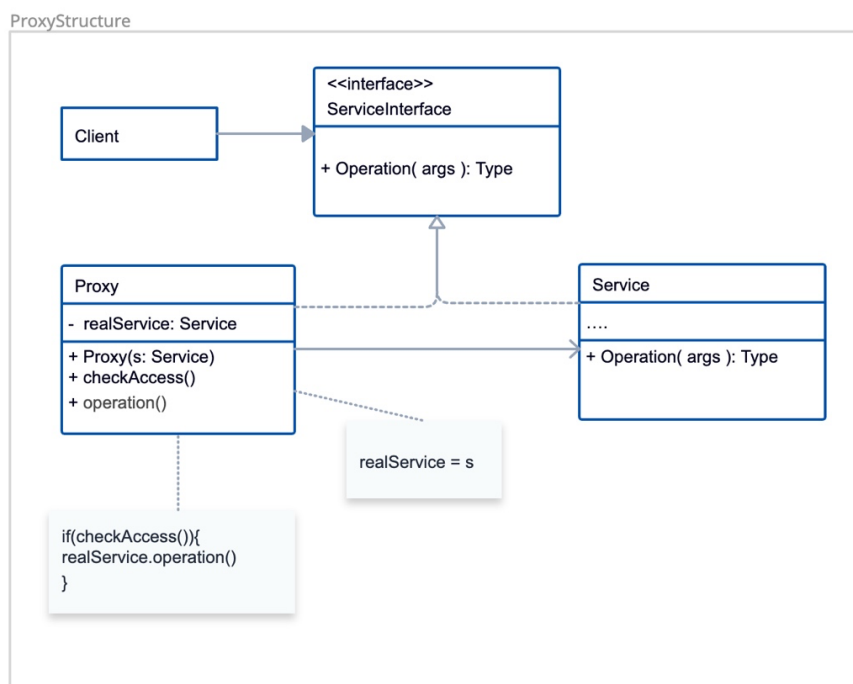 ProxyStructure
<<interface>>
ServiceInterface
+ Operation( args ): Type
Client
Proxy
- realService: Service
+ Proxy(s: Service)
+ checkAccess()
+ operation()
Service
....
+ Operation( args ): Type
realService = s
if(checkAccess()){
realService.operation()
}